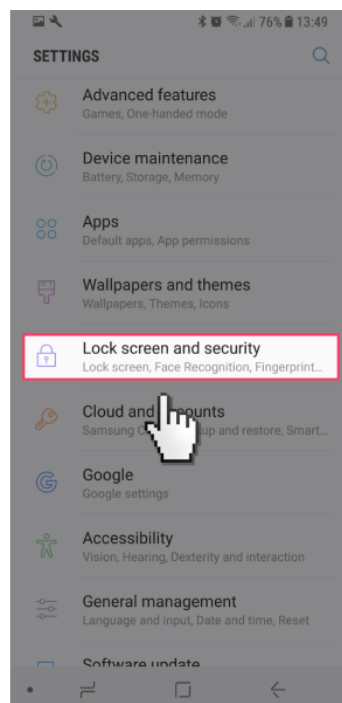 76% 13:49
SETTINGS
Advanced features
Games, One-handed mode
Device maintenance
Battery, Storage, Memory
Apps
Default apps, App permissions
Wallpapers and themes
Wallpapers, Themes, Icons
Lock screen and security
Lock screen, Face Recognition, Fingerprint...
Cloud and
Samsung up and restore, Smart...
Google
Google settings
Accessibility
Vision, Hearing, Dexterity and interaction
General management
Language and input, Date and time, Reset
Software update